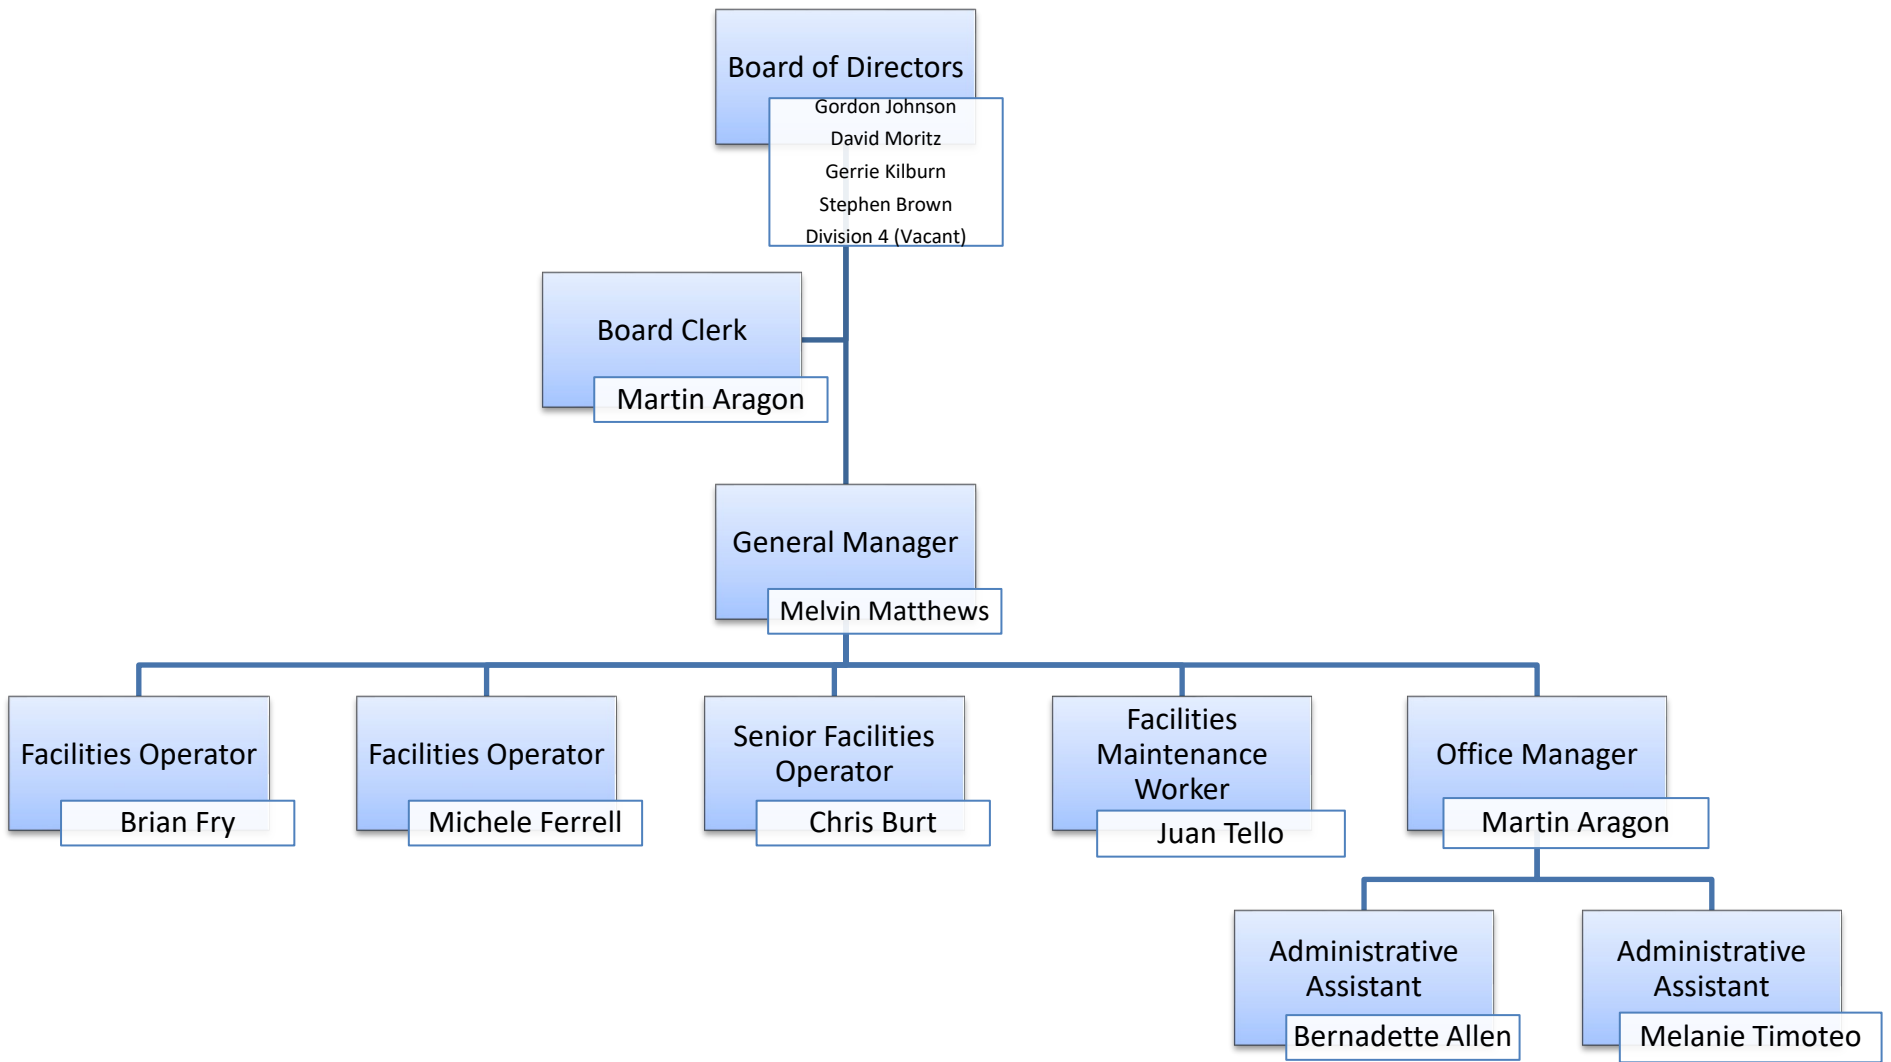 Board of Directors
Gordon Johnson
David Moritz
Gerrie Kilburn
Stephen Brown
Division 4 (Vacant)
Board Clerk
Martin Aragon
General Manager
Melvin Matthews
Facilities Operator
Brian Fry
Facilities Operator
Michele Ferrell
Senior Facilities
Operator
Chris Burt
Facilities
Maintenance
Worker
Juan Tello
Office Manager
Martin Aragon
Administrative
Assistant
Bernadette Allen
Administrative
Assistant
Melanie Timoteo